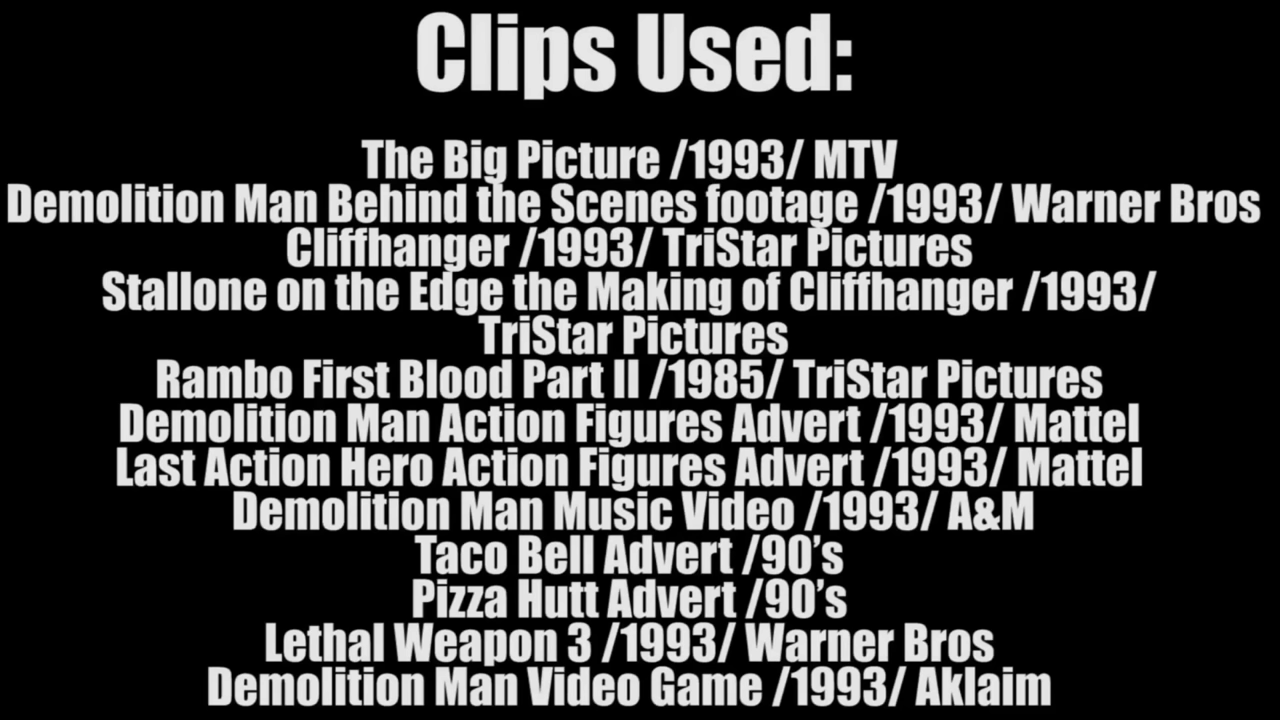 Clips Used:
The Big Picture /1993/ MTV
Demolition Man Behind the Scenes footage /1993/ Warner Bros
Cliffhanger /1993/ TriStar Pictures
Stallone on the Edge the Making of Cliffhanger /1993/
TriStar Pictures
Rambo First Blood Part II /1985/ TriStar Pictures
Demolition Man Action Figures Advert /1993/ Mattel
Last Action Hero Action Figures Advert /1993/ Mattel
Demolition Man Music Video /1993/ A&M
Taco Bell Advert /90's
Pizza Hutt Advert /90's
Lethal Weapon 3 /1993/ Warner Bros
Demolition Man Video Game /1993/ Aklaim